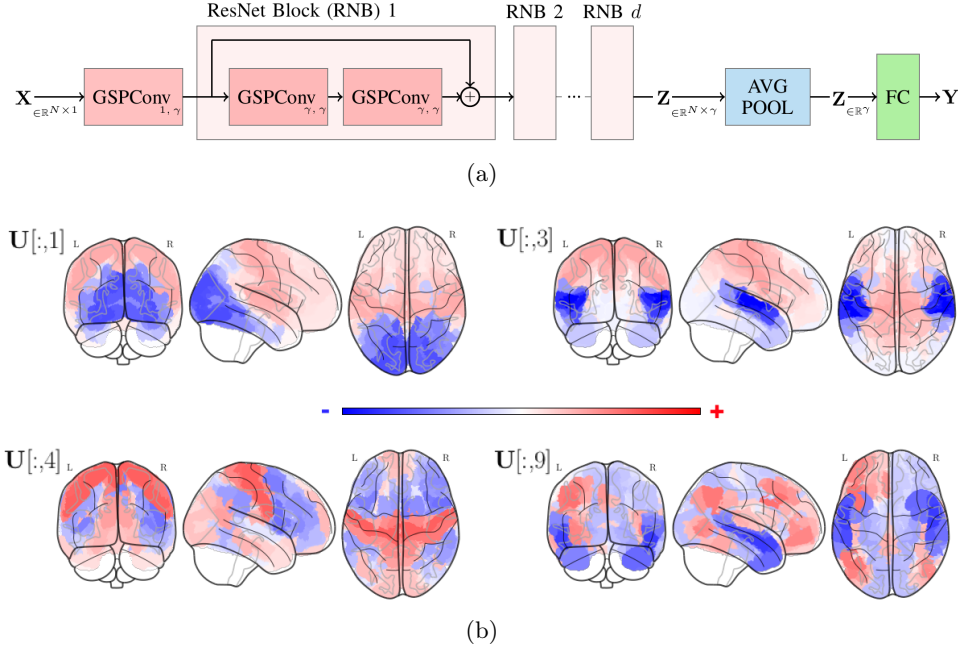 ResNet Block (RNB) 1
RNB 2
RNB d
X ∈ℝ^{N×1}
GSPConv 1, γ
GSPConv γ, γ
GSPConv γ, γ
+
...
Z ∈ℝ^{N×γ}
AVG
POOL
Z ∈ℝ^γ
FC
Y
(a)
U[:,1]
L
R
L
R
U[:,3]
L
R
L
R
-
+
U[:,4]
L
R
L
R
U[:,9]
L
R
L
R
(b)